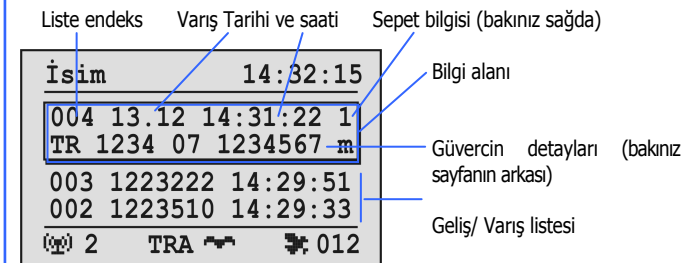 Liste endeks Varış Tarihi ve saati Sepet bilgisi (bakınız sağda)
İsim 14:32:15
Bilgi alanı
004 13.12 14:31:22 1
TR 1234 07 1234567 m
Güvercin detayları (bakınız
sayfanın arkası)
003 1223222 14:29:51
002 1223510 14:29:33
Geliş/ Varış listesi
2 TRA 012